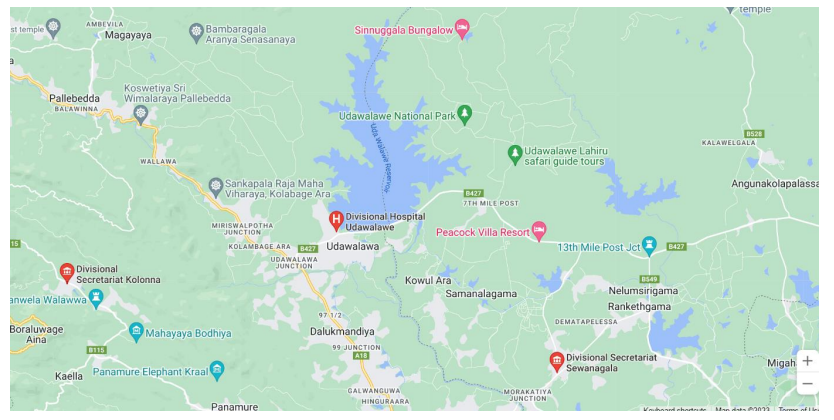 temple
AMBEVILA
st temple
Magayaya
Bambaragala
Aranya Senasanaya
Sinnuggala Bungalow
Pallebedda
BALAWINNA
Koswetiya Sri
Wimalaraya Pallebedda
Uda Walawe Reservoir
Udawalawe National Park
B528
KALAWELGALA
WALLAWA
Udawalawe Lahiru
safari guide tours
Sankapala Raja Maha
Viharaya, Kolabage Ara
B427
7TH MILE POST
Angunakolapalassa
MIRISWALPOTHA
JUNCTION
Divisional Hospital
Udawalawe
Peacock Villa Resort
B115
KOLAMBAGE ARA
B427
Udawalawa
13th Mile Post Jct
B427
UDAWALAWA
JUNCTION
Divisional
Secretariat Kolonna
Kowul Ara
B549
Samanalagama
Nelumsirigama
anwela Walawwa
Rankethgama
97 1/2
Boraluwage
Aina
Mahayaya Bodhiya
Dalukmandiya
DEMATAPELESSA
99 JUNCTION
B115
A18
Divisional Secretariat
Sewanagala
Migah
Kaella
Panamure Elephant Kraal
GALWANGUWA
HINGURAARA
MORAKATIYA
JUNCTION
Panamure
Keyboard shortcuts
Map data ©2023
Terms of U